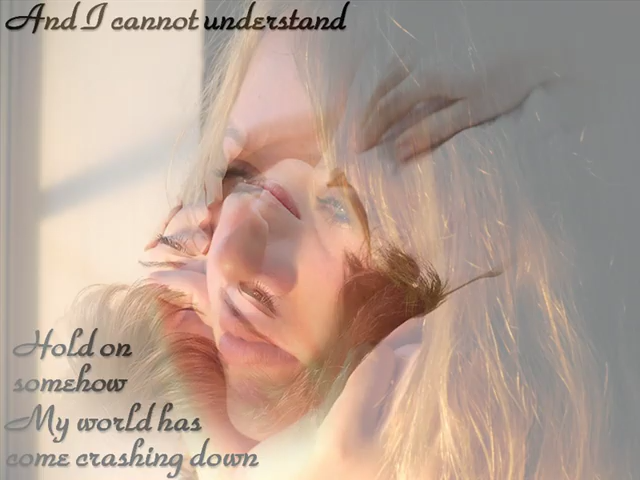 And I cannot understand
Hold on
somehow
My world has
come crashing down